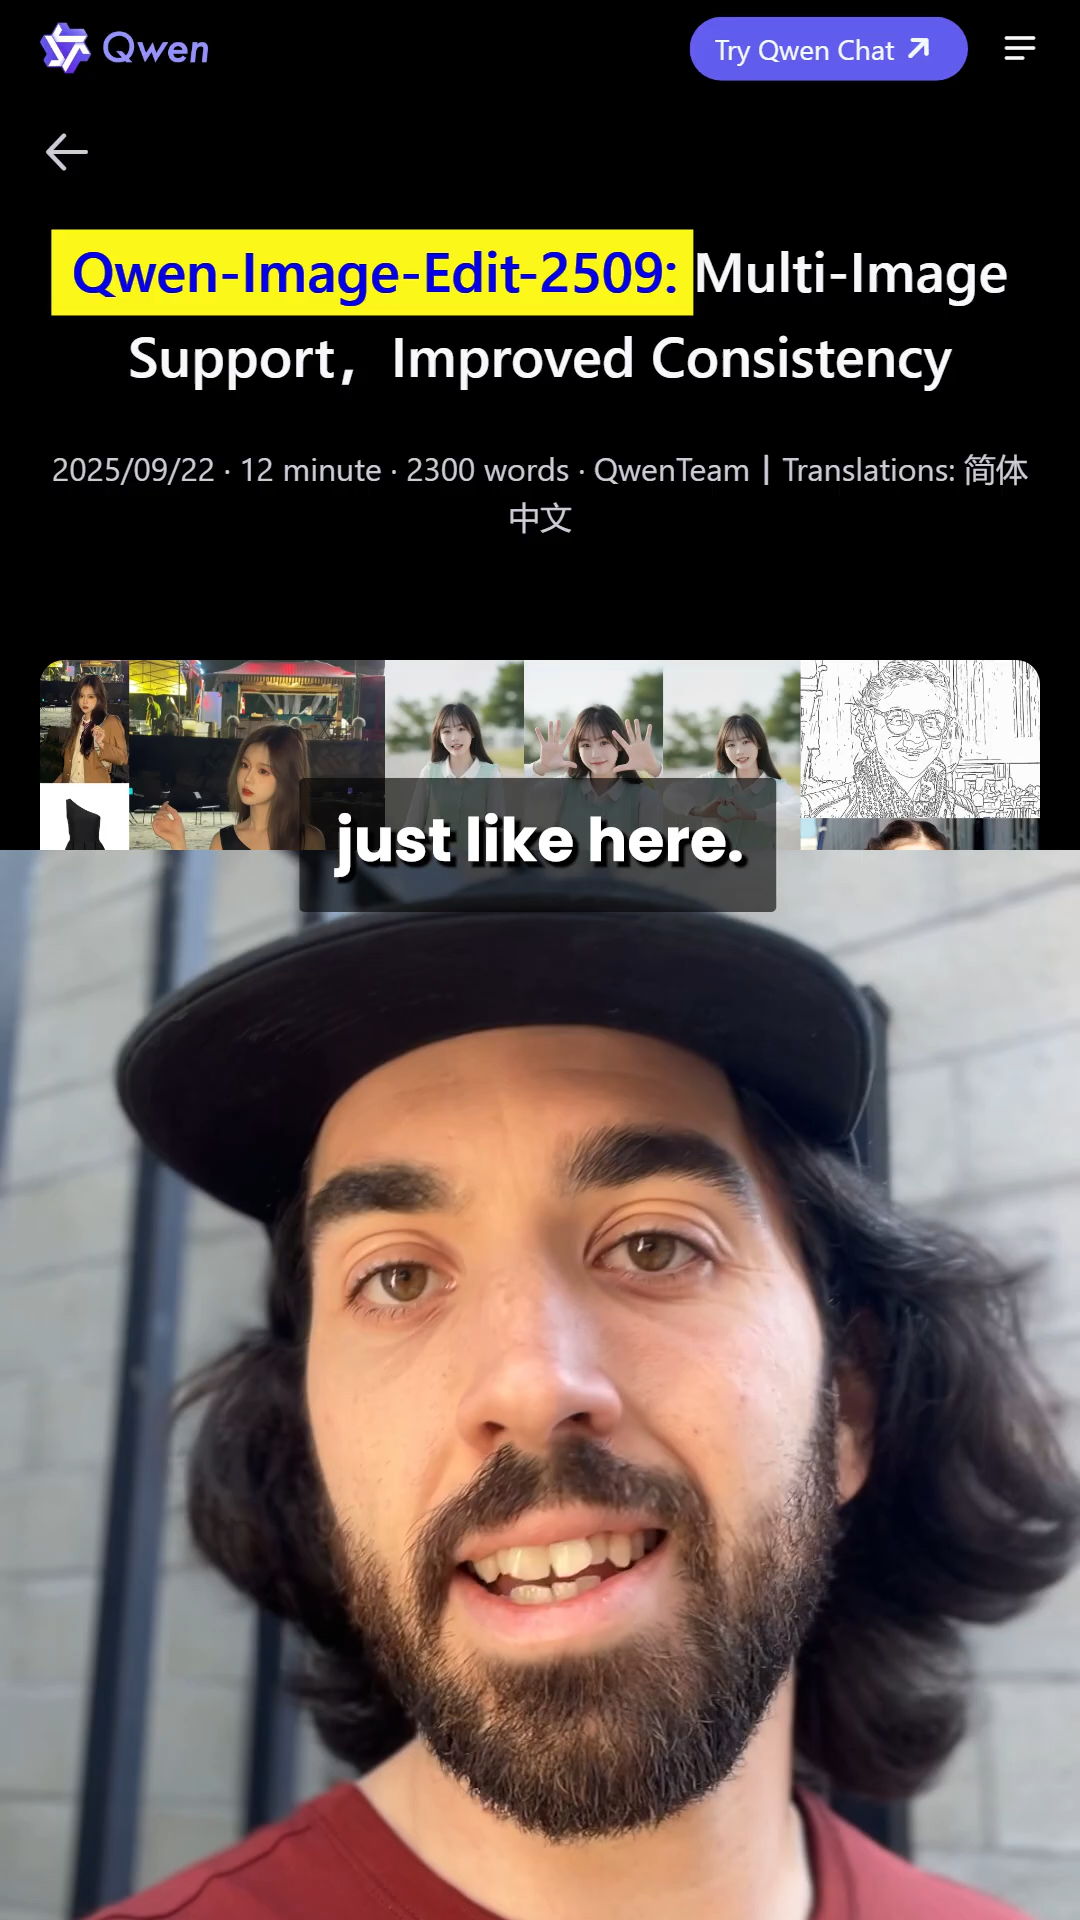 Qwen
Try Qwen Chat
Qwen-Image-Edit-2509: Multi-Image
Support，Improved Consistency
2025/09/22 · 12 minute · 2300 words · QwenTeam | Translations: 简体
中文
just like here.